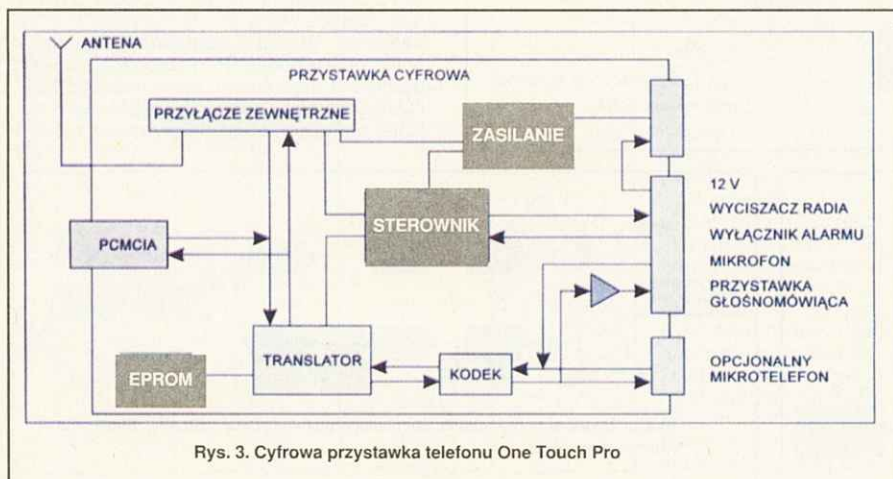 ANTENA
PRZYSTAWKA CYFROWA
PRZYŁĄCZE ZEWNĘTRZNE
ZASILANIE
12 V
STEROWNIK
WYCISZACZ RADIA
PCMCIA
WYŁĄCZNIK ALARMU
MIKROFON
PRZYSTAWKA
GŁOŚNOMÓWIĄCA
TRANSLATOR
EPROM
KODEK
OPCJONALNY
MIKROTELEFON
Rys. 3. Cyfrowa przystawka telefonu One Touch Pro